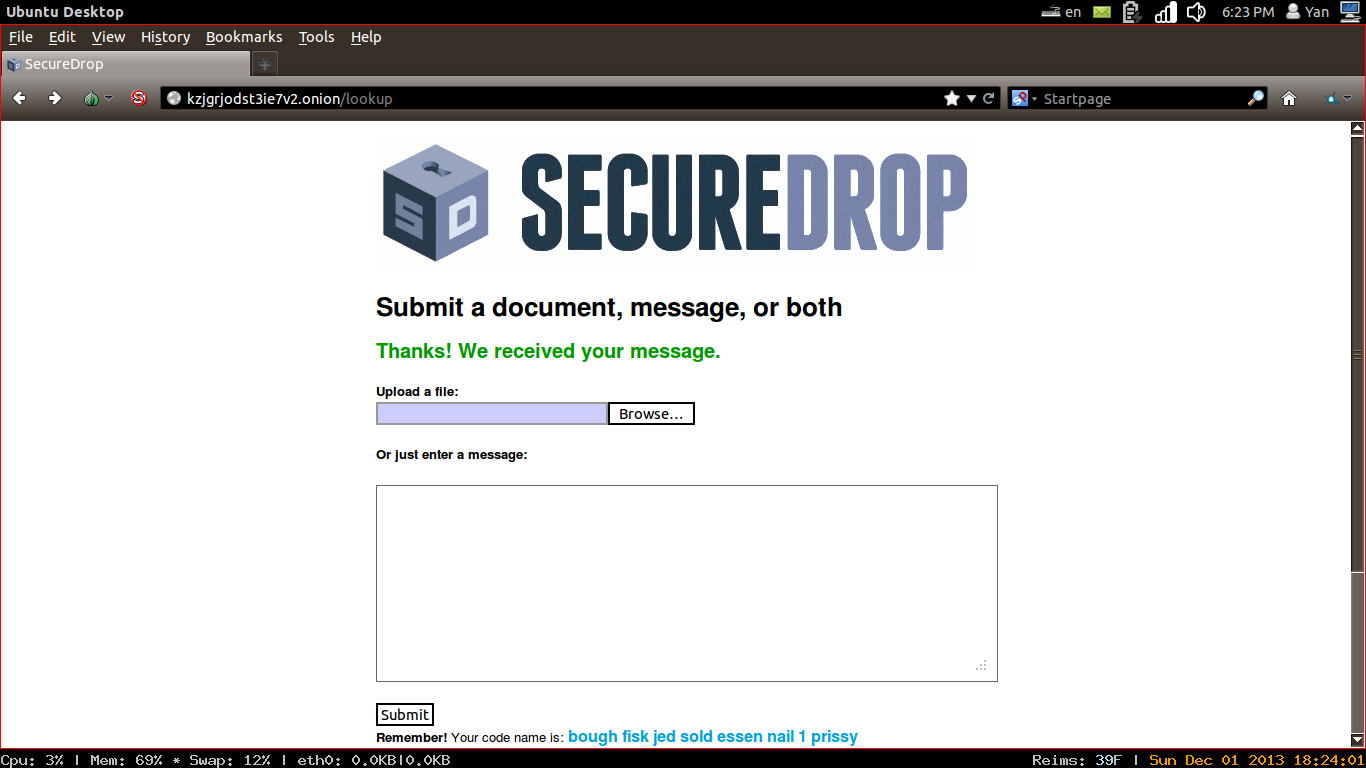 Ubuntu Desktop
en
6:23 PM
Yan
File Edit View History Bookmarks Tools Help
SecureDrop
kzjgrjodst3ie7v2.onion/lookup
Startpage
SD
SECUREDROP
Submit a document, message, or both
Thanks! We received your message.
Upload a file:
Browse...
Or just enter a message:
Submit
Remember! Your code name is: bough fisk jed sold essen nail 1 prissy
Cpu: 3% | Mem: 69% * Swap: 12% | eth0: 0.0KB|0.0KB
Reims: 39F | Sun Dec 01 2013 18:24:01